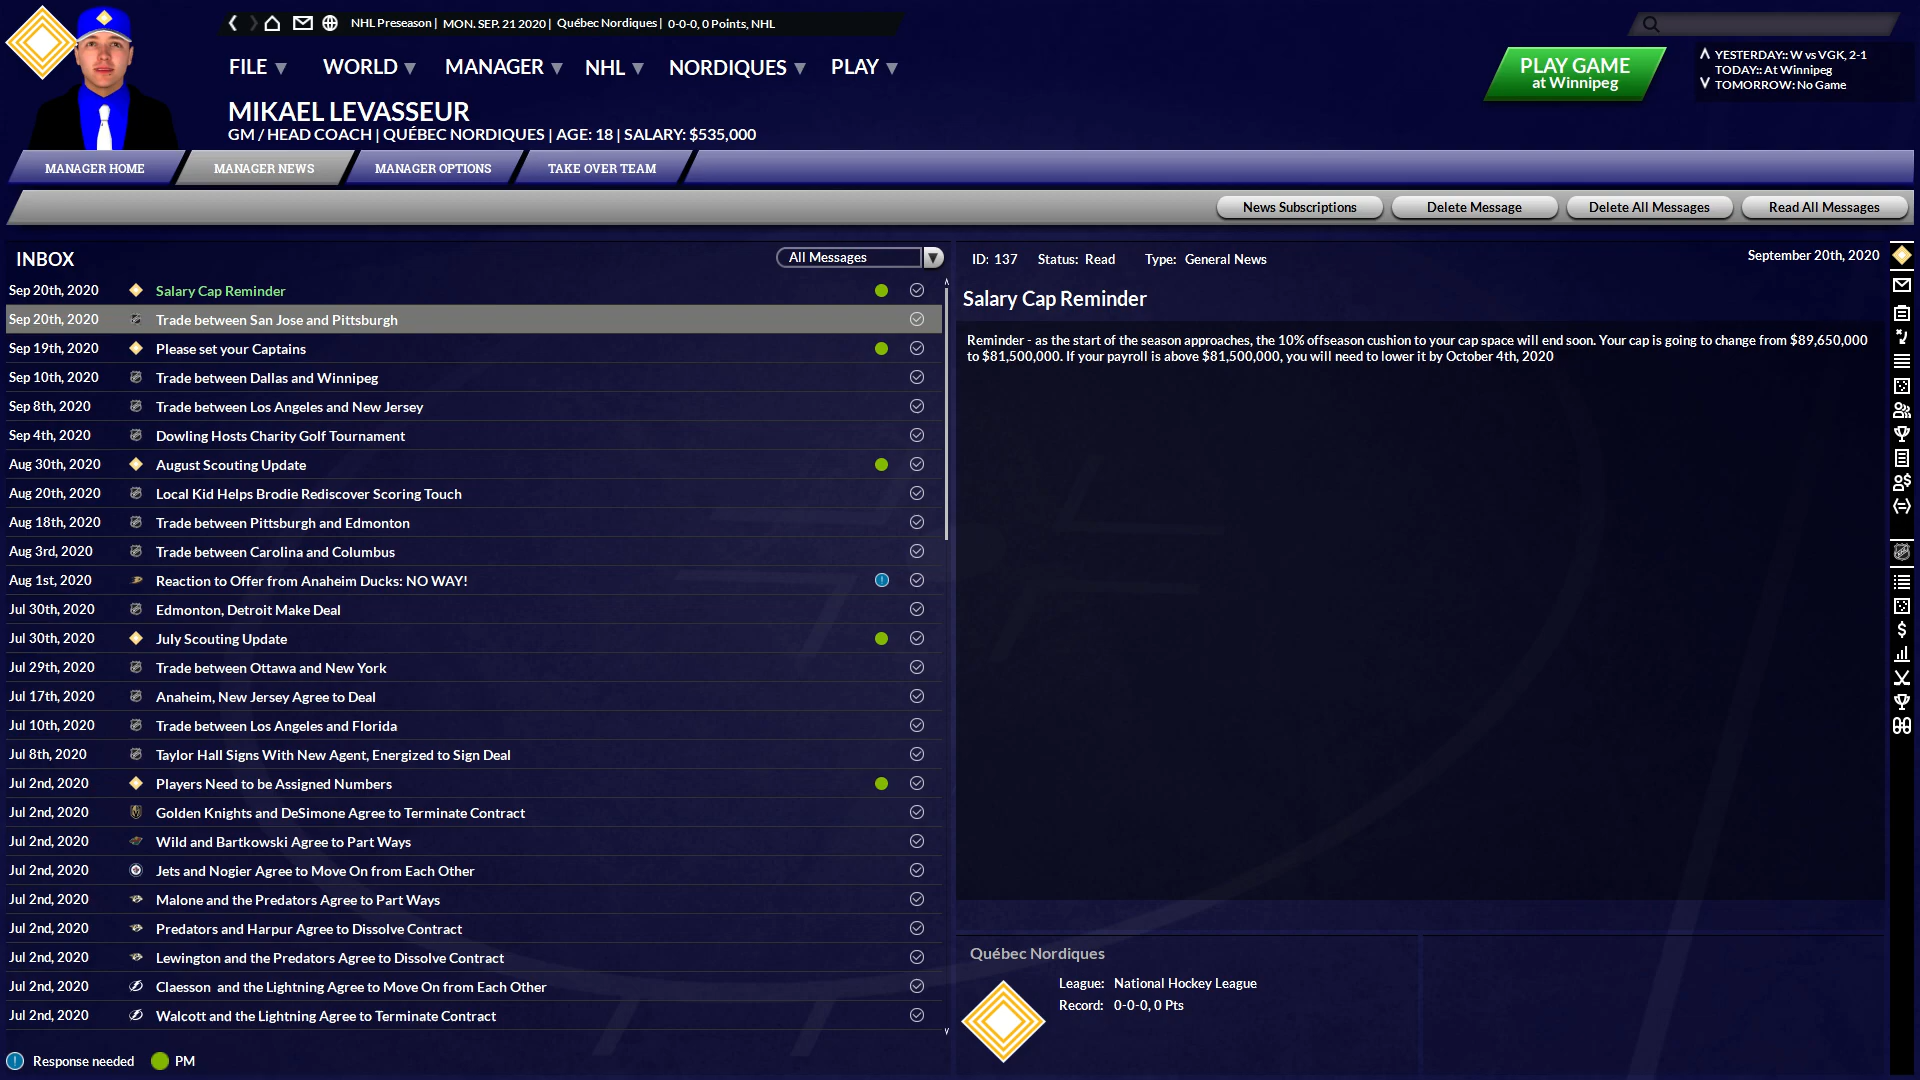 NHL Preseason | MON. SEP. 21 2020 | Québec Nordiques | 0-0-0, 0 Points, NHL
FILE WORLD MANAGER NHL NORDIQUES PLAY
PLAY GAME
at Winnipeg
YESTERDAY:: W vs VGK, 2-1
TODAY:: At Winnipeg
TOMORROW: No Game
MIKAEL LEVASSEUR
GM / HEAD COACH | QUÉBEC NORDIQUES | AGE: 18 | SALARY: $535,000
MANAGER HOME MANAGER NEWS MANAGER OPTIONS TAKE OVER TEAM
News Subscriptions Delete Message Delete All Messages Read All Messages
INBOX All Messages
Sep 20th, 2020 Salary Cap Reminder
Sep 20th, 2020 Trade between San Jose and Pittsburgh
Sep 19th, 2020 Please set your Captains
Sep 10th, 2020 Trade between Dallas and Winnipeg
Sep 8th, 2020 Trade between Los Angeles and New Jersey
Sep 4th, 2020 Dowling Hosts Charity Golf Tournament
Aug 30th, 2020 August Scouting Update
Aug 20th, 2020 Local Kid Helps Brodie Rediscover Scoring Touch
Aug 18th, 2020 Trade between Pittsburgh and Edmonton
Aug 3rd, 2020 Trade between Carolina and Columbus
Aug 1st, 2020 Reaction to Offer from Anaheim Ducks: NO WAY!
Jul 30th, 2020 Edmonton, Detroit Make Deal
Jul 30th, 2020 July Scouting Update
Jul 29th, 2020 Trade between Ottawa and New York
Jul 17th, 2020 Anaheim, New Jersey Agree to Deal
Jul 10th, 2020 Trade between Los Angeles and Florida
Jul 8th, 2020 Taylor Hall Signs With New Agent, Energized to Sign Deal
Jul 2nd, 2020 Players Need to be Assigned Numbers
Jul 2nd, 2020 Golden Knights and DeSimone Agree to Terminate Contract
Jul 2nd, 2020 Wild and Bartkowski Agree to Part Ways
Jul 2nd, 2020 Jets and Nogier Agree to Move On from Each Other
Jul 2nd, 2020 Malone and the Predators Agree to Part Ways
Jul 2nd, 2020 Predators and Harpur Agree to Dissolve Contract
Jul 2nd, 2020 Lewington and the Predators Agree to Dissolve Contract
Jul 2nd, 2020 Claesson and the Lightning Agree to Move On from Each Other
Jul 2nd, 2020 Walcott and the Lightning Agree to Terminate Contract
Response needed PM
ID: 137 Status: Read Type: General News September 20th, 2020
Salary Cap Reminder
Reminder - as the start of the season approaches, the 10% offseason cushion to your cap space will end soon. Your cap is going to change from $89,650,000
to $81,500,000. If your payroll is above $81,500,000, you will need to lower it by October 4th, 2020
Québec Nordiques
League: National Hockey League
Record: 0-0-0, 0 Pts